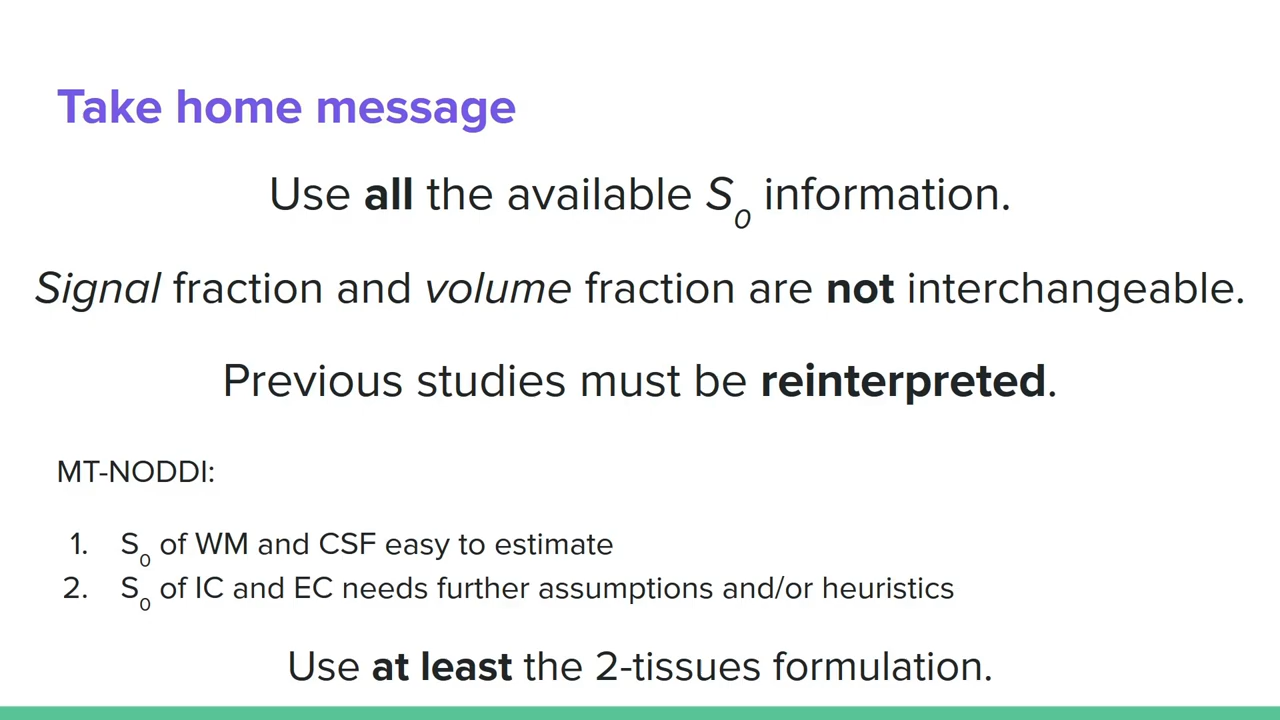 Take home message
Use all the available S₀ information.
Signal fraction and volume fraction are not interchangeable.
Previous studies must be reinterpreted.
MT-NODDI:
1. S₀ of WM and CSF easy to estimate
2. S₀ of IC and EC needs further assumptions and/or heuristics
Use at least the 2-tissues formulation.